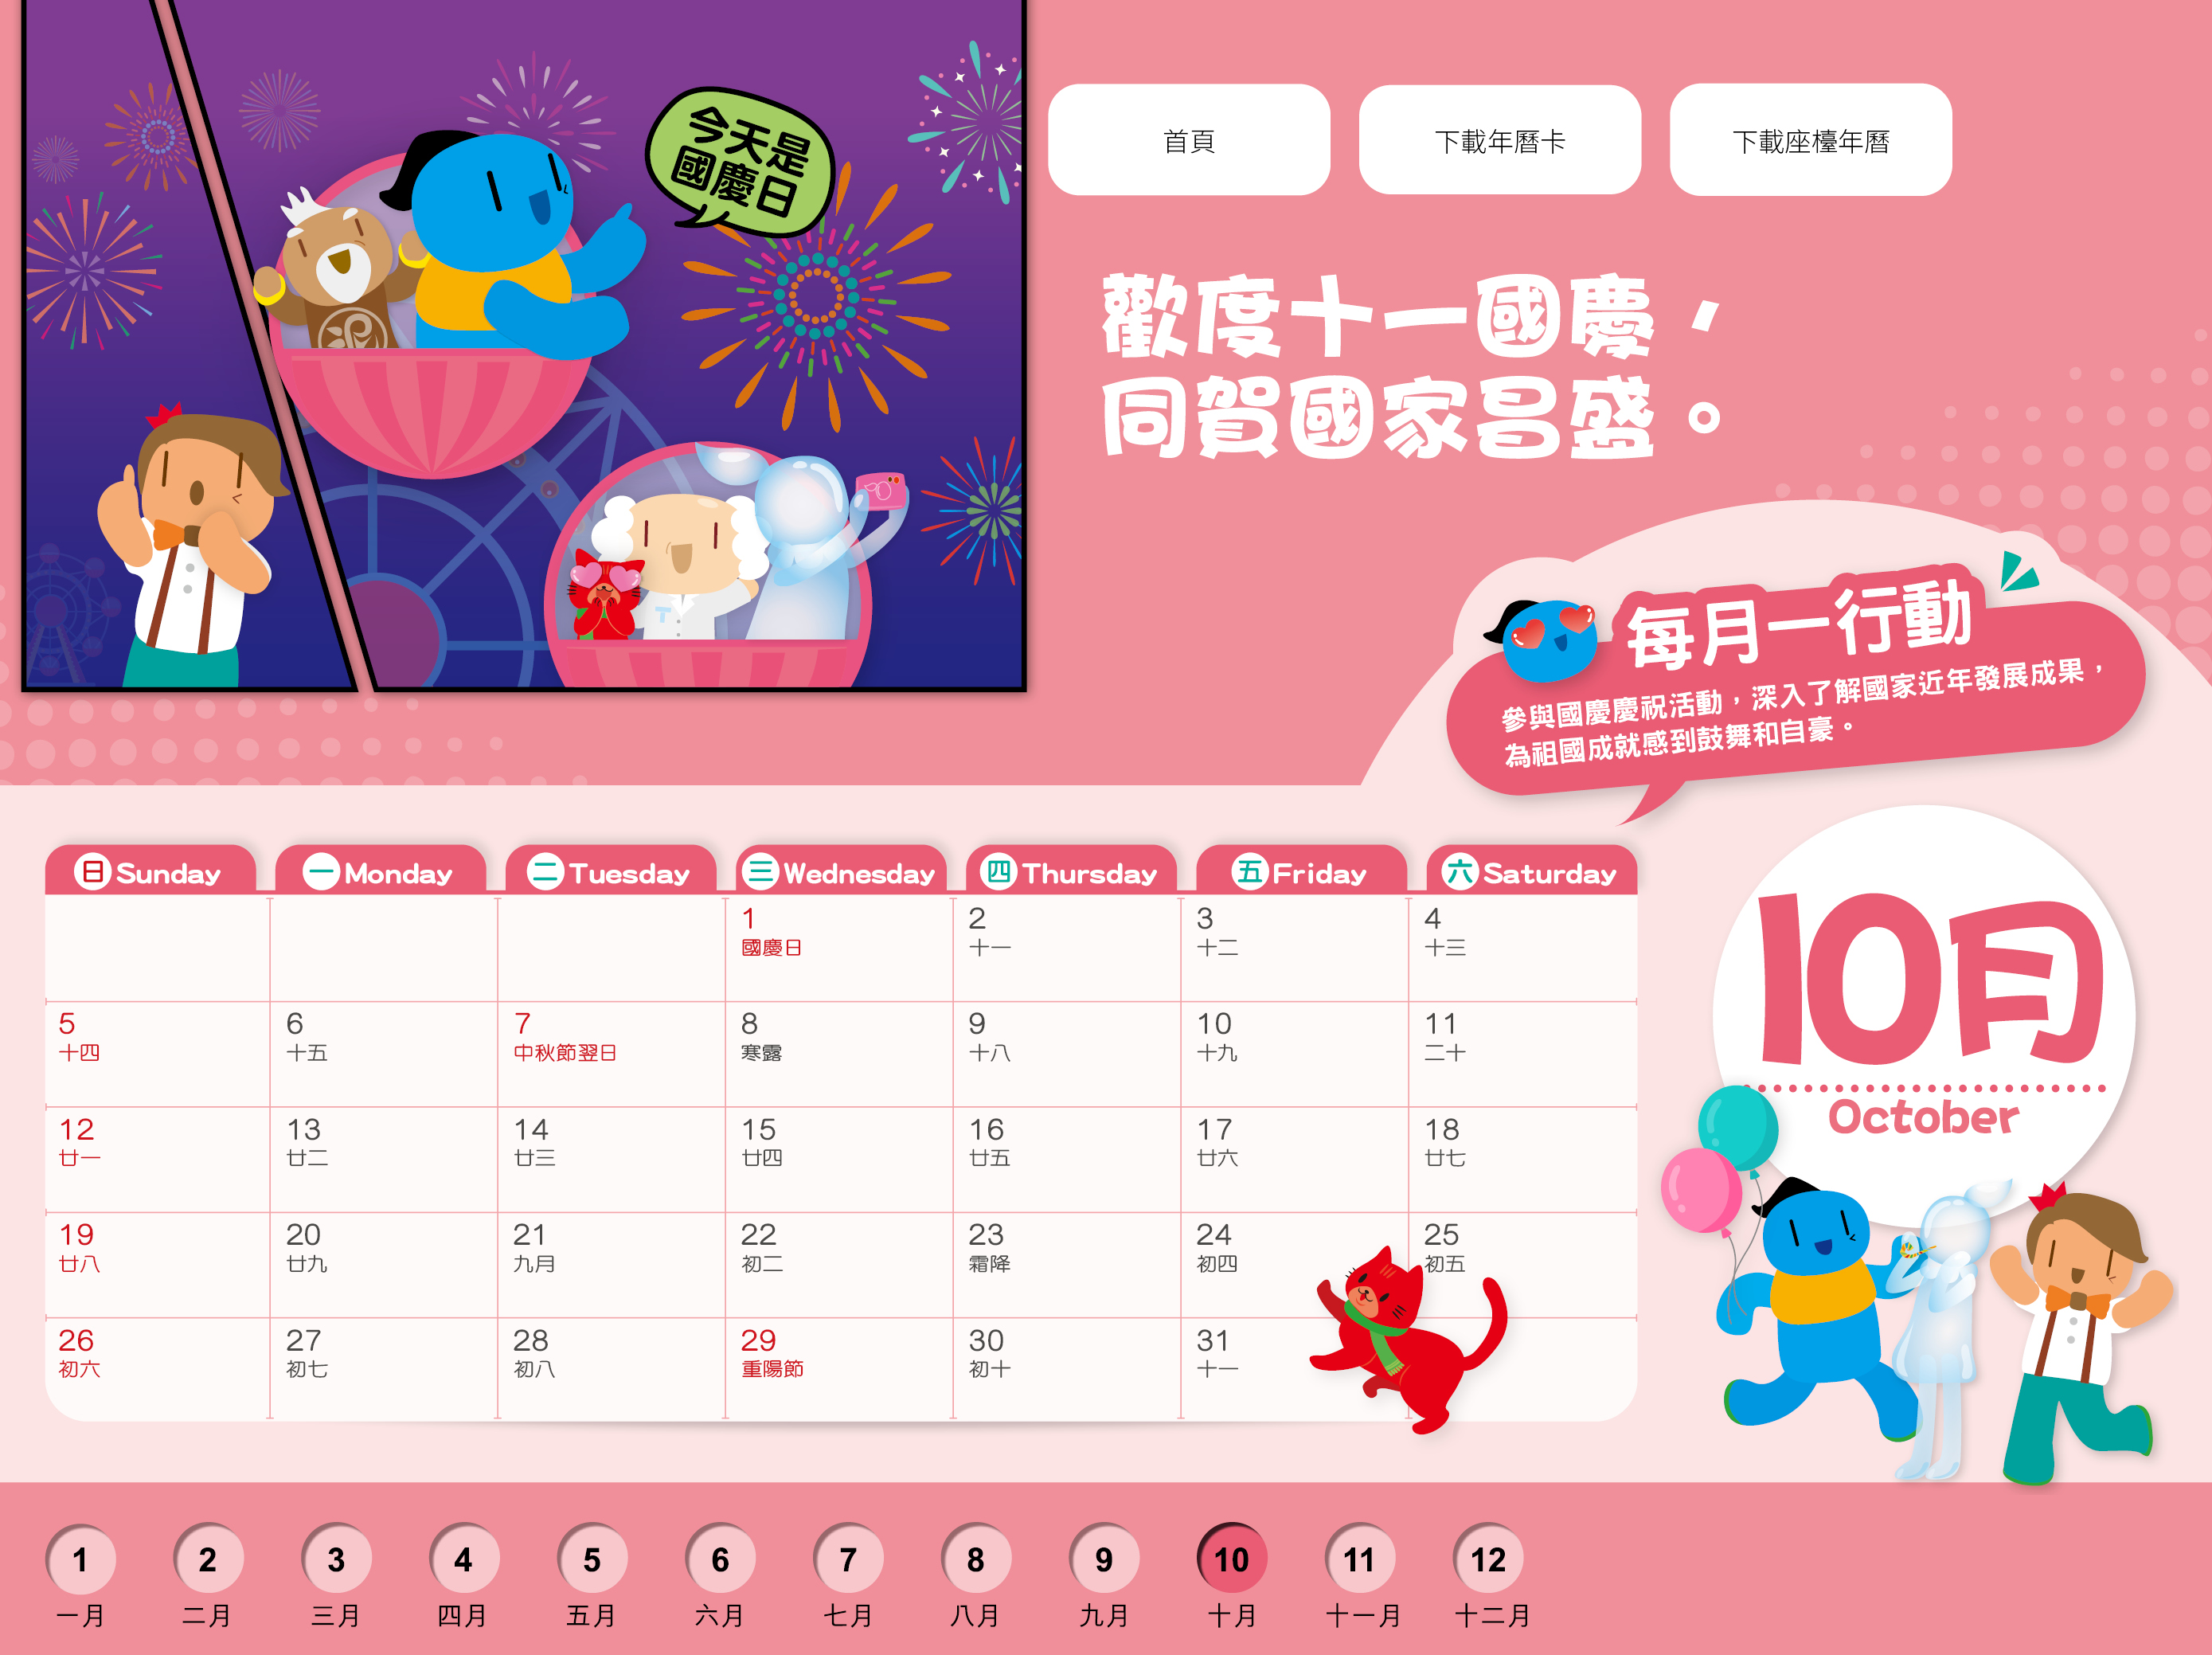 今天是
國慶日
首頁
下載年曆卡
下載座檯年曆
歡度十一國慶，
同賀國家昌盛。
每月一行動
參與國慶慶祝活動，深入了解國家近年發展成果，
為祖國成就感到鼓舞和自豪。
日 Sunday 一 Monday 二 Tuesday 三 Wednesday 四 Thursday 五 Friday 六 Saturday
1 2 3 4
國慶日 十一 十二 十三
5 6 7 8 9 10 11
十四 十五 中秋節翌日 寒露 十八 十九 二十
12 13 14 15 16 17 18
廿一 廿二 廿三 廿四 廿五 廿六 廿七
19 20 21 22 23 24 25
廿八 廿九 九月 初二 霜降 初四 初五
26 27 28 29 30 31
初六 初七 初八 重陽節 初十 十一
10月
October
1 2 3 4 5 6 7 8 9 10 11 12
一月 二月 三月 四月 五月 六月 七月 八月 九月 十月 十一月 十二月